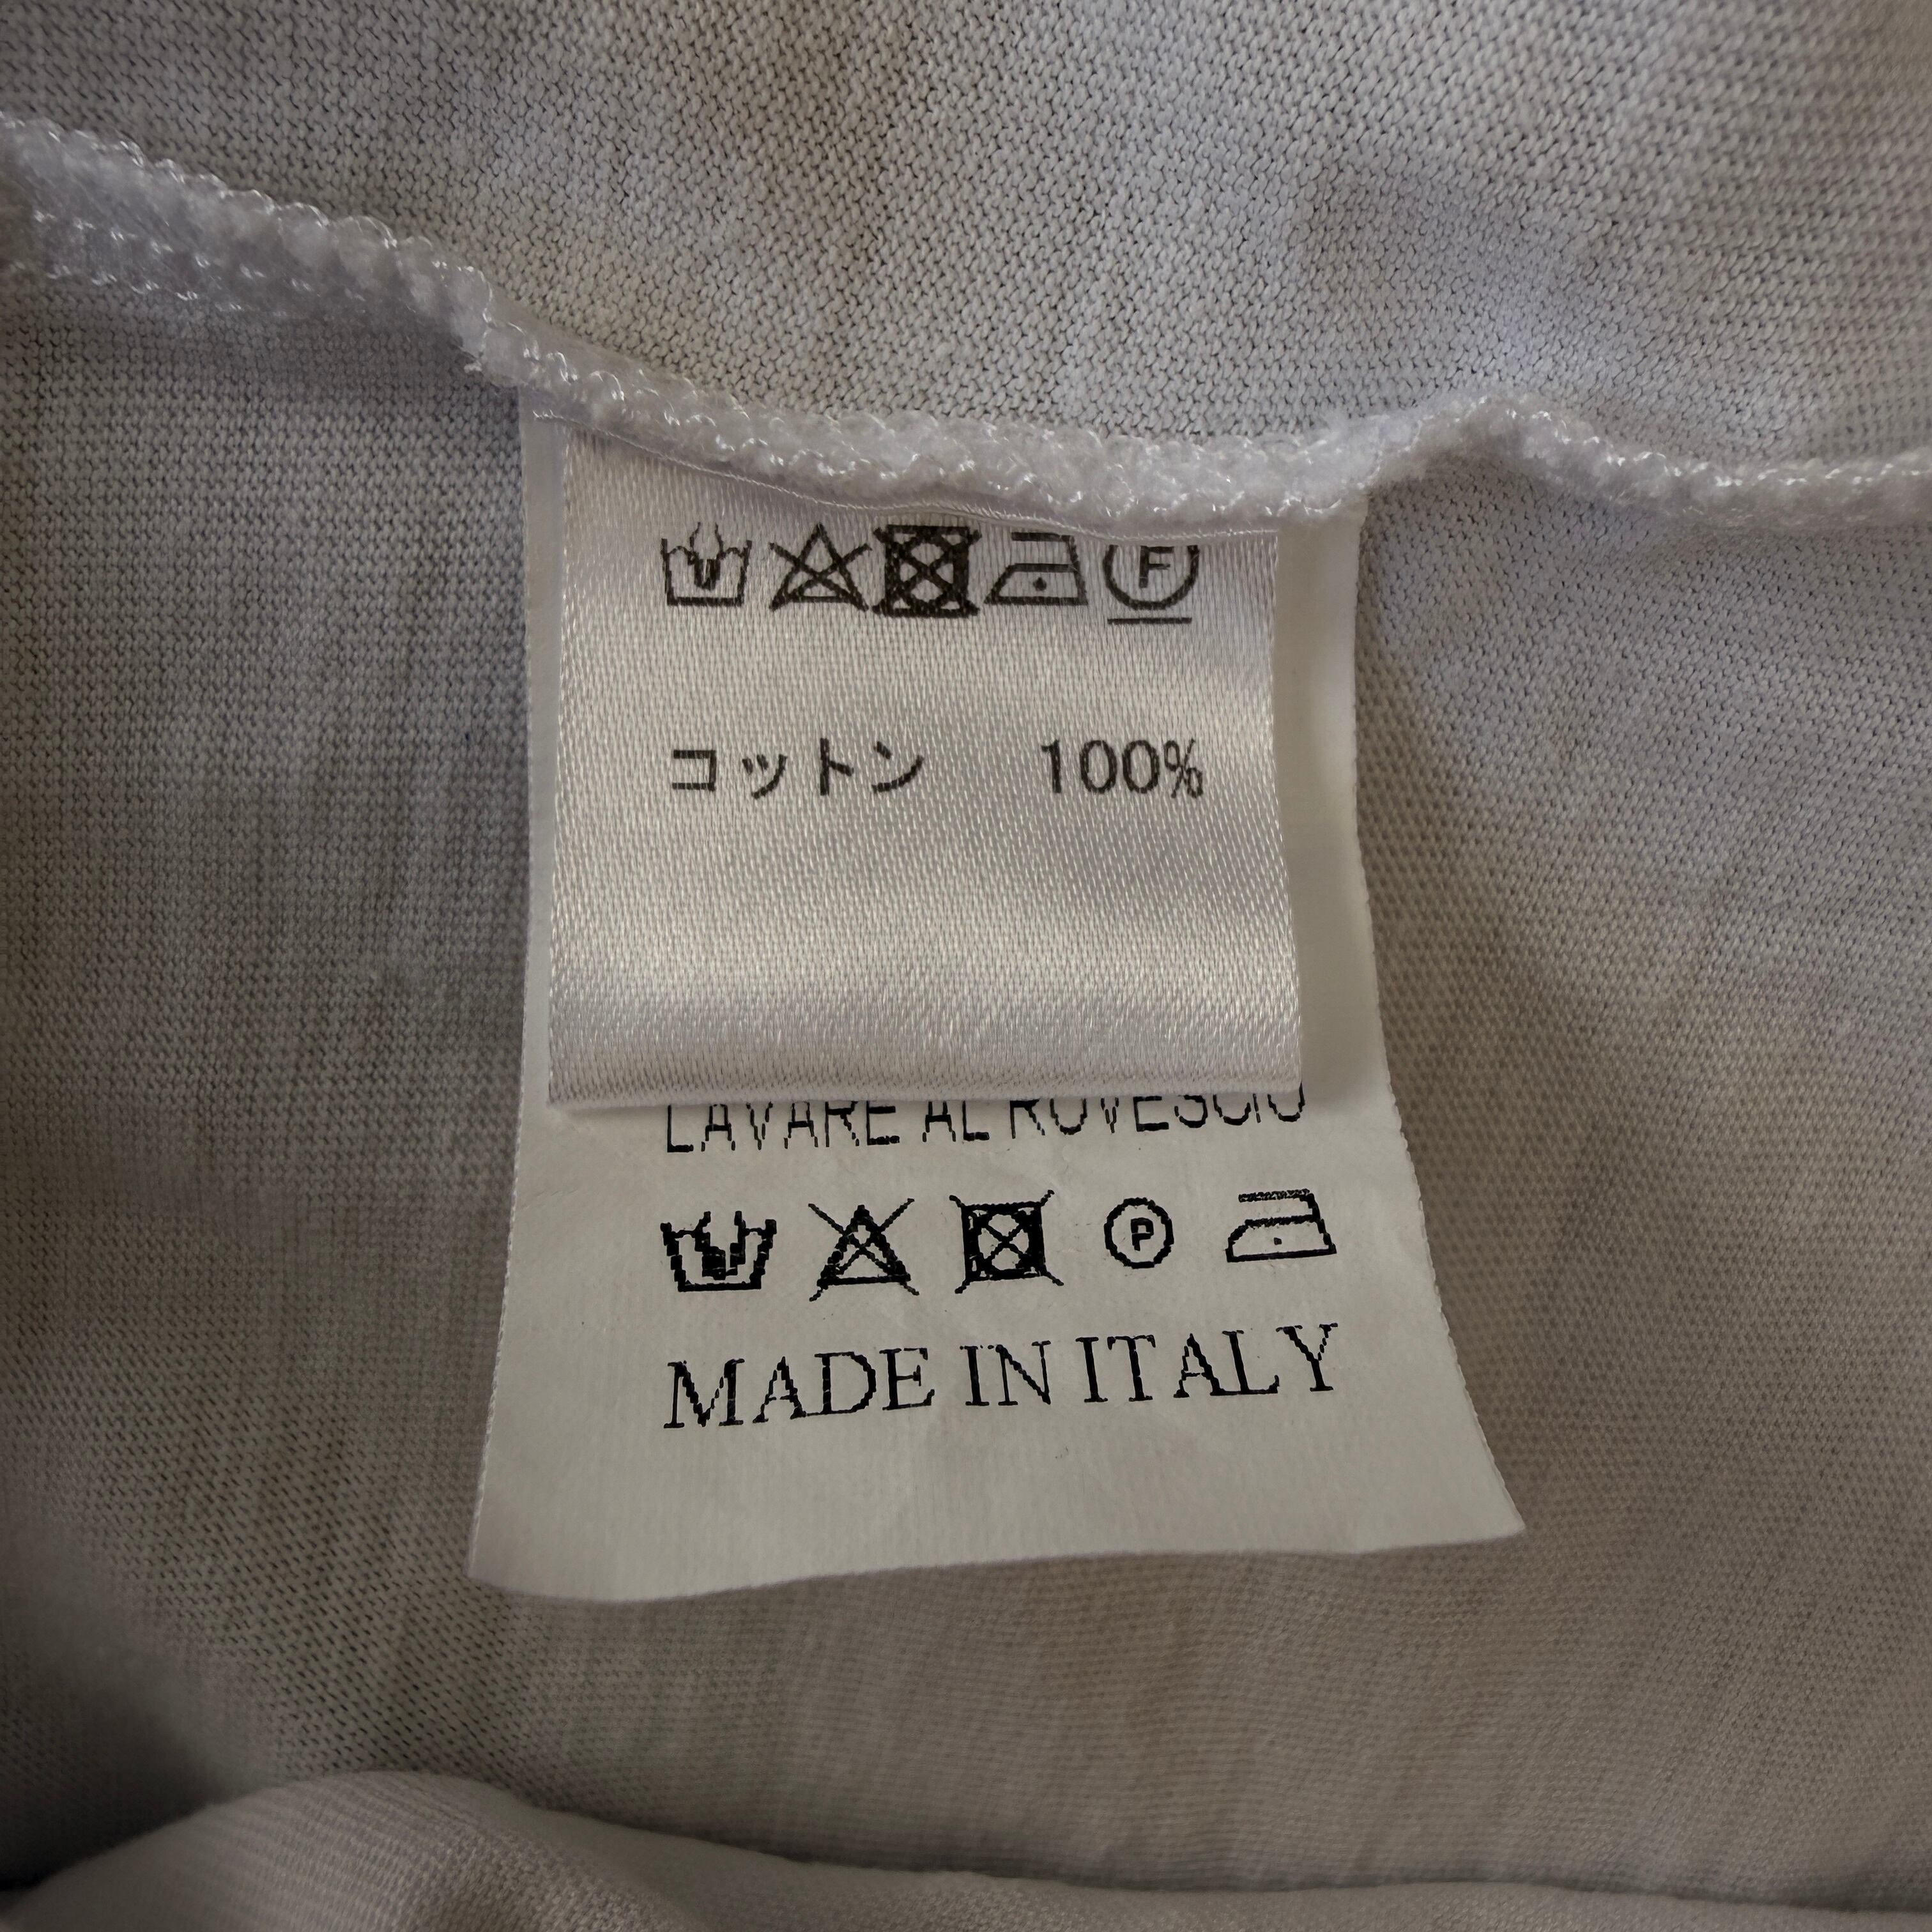 F
コットン 100%
LAVARE AL ROVESCIO
P
MADE IN ITALY